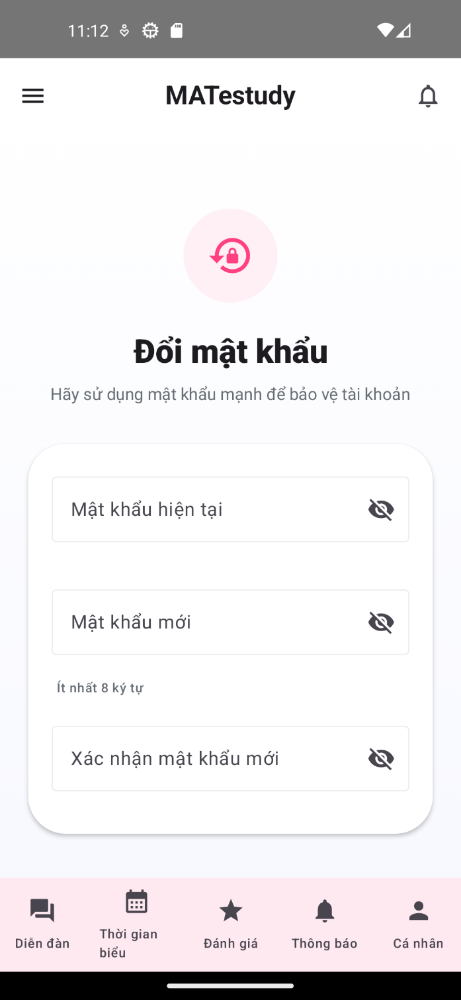 11:12
MATestudy
Đổi mật khẩu
Hãy sử dụng mật khẩu mạnh để bảo vệ tài khoản
Mật khẩu hiện tại
Mật khẩu mới
Ít nhất 8 ký tự
Xác nhận mật khẩu mới
Diễn đàn
Thời gian
biểu
Đánh giá
Thông báo
Cá nhân